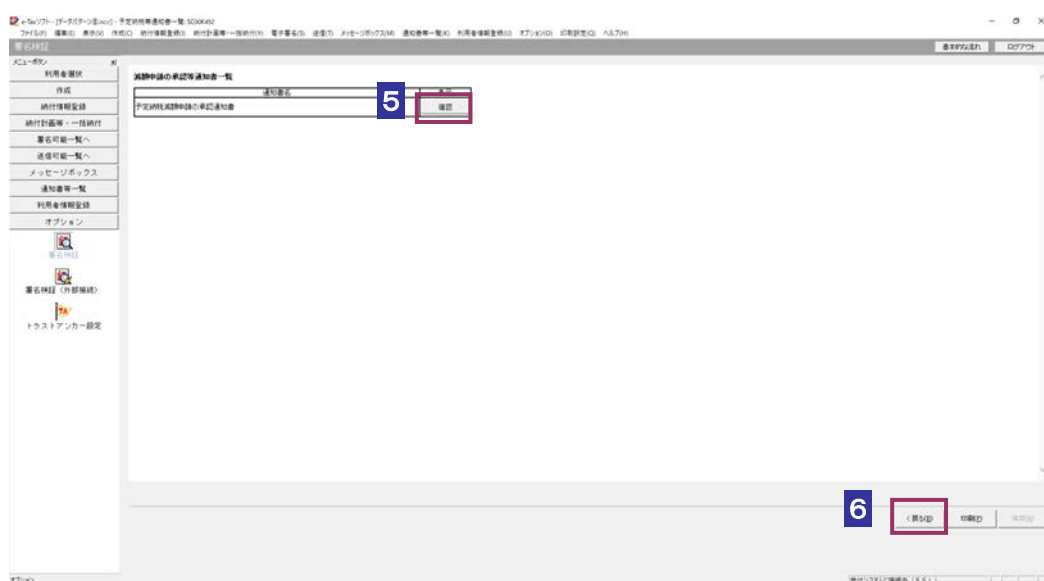 e-Taxソフト - [データパターン※.mcr] - 予定納税等通知書一覧: SC00K492
ファイル(F) 編集(E) 表示(V) 作成(C) 納付情報登録(I) 納付計画等・一括納付(Y) 電子署名(S) 送信(T) メッセージボックス(M) 通知書等一覧(K) 利用者情報登録(U) オプション(O) 印刷設定(Q) ヘルプ(H)
署名検証
基本的な流れ ログアウト
メニューボタン
利用者選択
作成
納付情報登録
納付計画等・一括納付
署名可能一覧へ
送信可能一覧へ
メッセージボックス
通知書等一覧
利用者情報登録
オプション
署名検証
署名検証(外部接続)
TA
トラストアンカー設定
減額申請の承認等通知書一覧
通知書名
予定納税減額申請の承認通知書
5
確認
6
<戻る(B) 印刷(P)
オプション